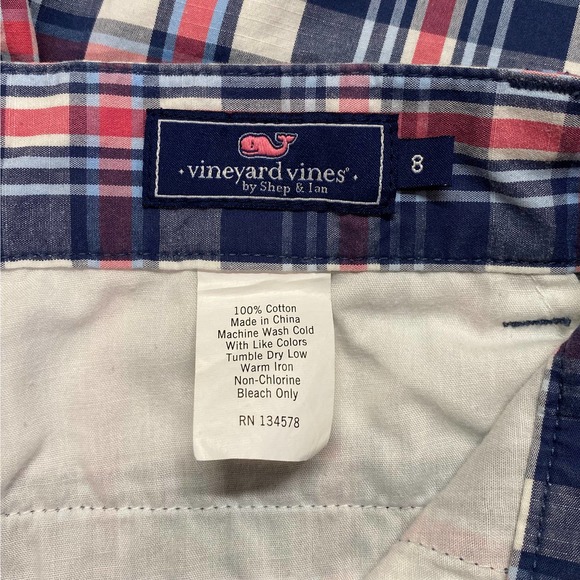 · vineyard vines® ·
by Shep & Ian
8
100% Cotton
Made in China
Machine Wash Cold
With Like Colors
Tumble Dry Low
Warm Iron
Non-Chlorine
Bleach Only
RN 134578